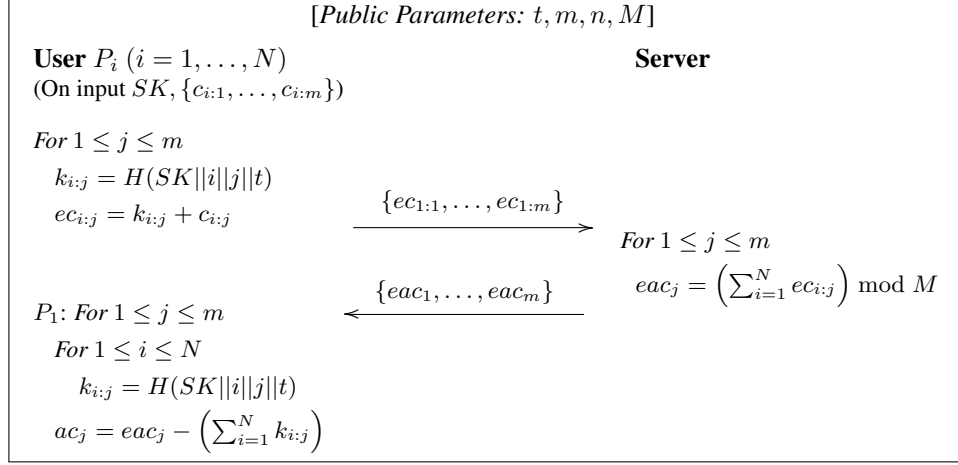 [Public Parameters: t, m, n, M]
User P_i (i = 1, . . . , N) Server
(On input SK, {c_{i:1}, . . . , c_{i:m}})
For 1 ≤ j ≤ m
k_{i:j} = H(SK||i||j||t)
{ec_{1:1}, . . . , ec_{1:m}}
ec_{i:j} = k_{i:j} + c_{i:j}
For 1 ≤ j ≤ m
{eac_1, . . . , eac_m}
eac_j = (∑_{i=1}^{N} ec_{i:j}) mod M
P_1: For 1 ≤ j ≤ m
For 1 ≤ i ≤ N
k_{i:j} = H(SK||i||j||t)
ac_j = eac_j − (∑_{i=1}^{N} k_{i:j})